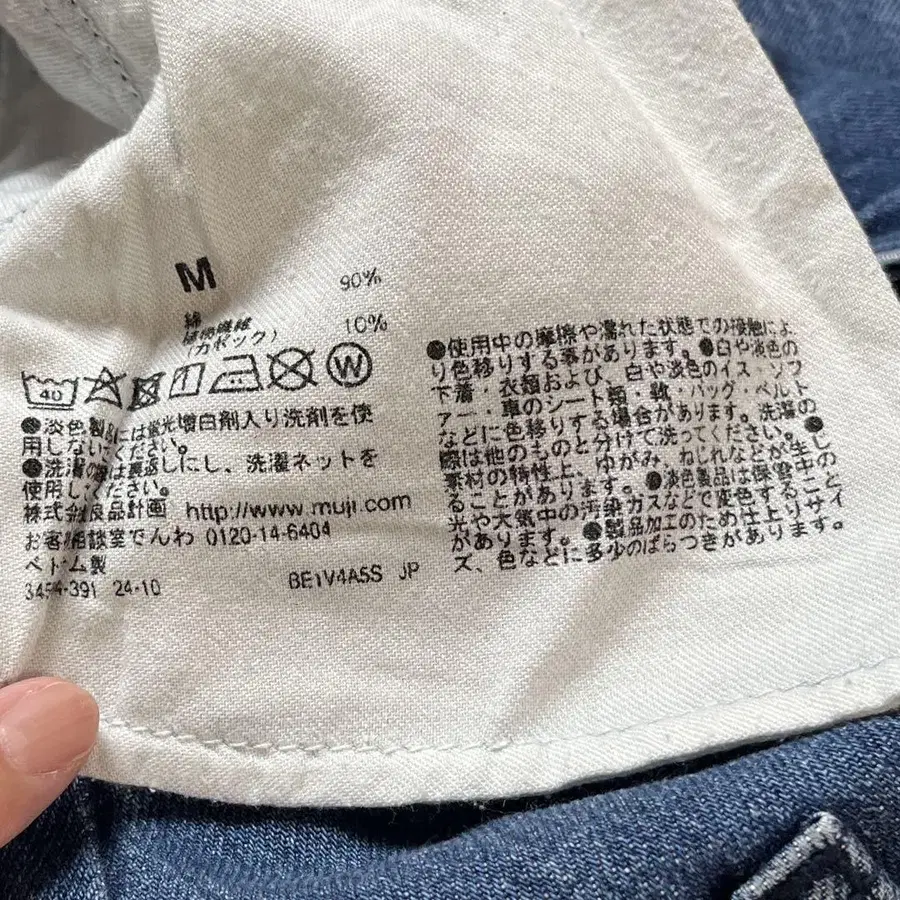 M
綿 90%
植物繊維 10%
(カポック)
40 W
●淡色製品には蛍光増白剤入り洗剤を使
用しないでください。
●洗濯の際は裏返しにし、洗濯ネットを
使用してください。
株式会社良品計画 http://www.muji.com
お客様相談室でんわ 0120-14-6404
ベトナム製
24-10 BE1V4A5S JP
●使用中の摩擦や濡れた状態での接触によ
り色移りする事があります。●白や淡色の
下着・衣類および、白や淡色のイス・ソフ
ァー・車のシート類・靴・バッグ・ベルト
などに色移りする場合があります。洗濯の
際は他のものと分けて洗ってください。●
素材の特性上、ゆがみ、ねじれなどが生じ
ることがあります。●淡色製品は保管中の
光や大気中の汚染ガスなどで変色すること
があります。●製品加工のため仕上りサイ
ズ、色などに多少のばらつきがあります。